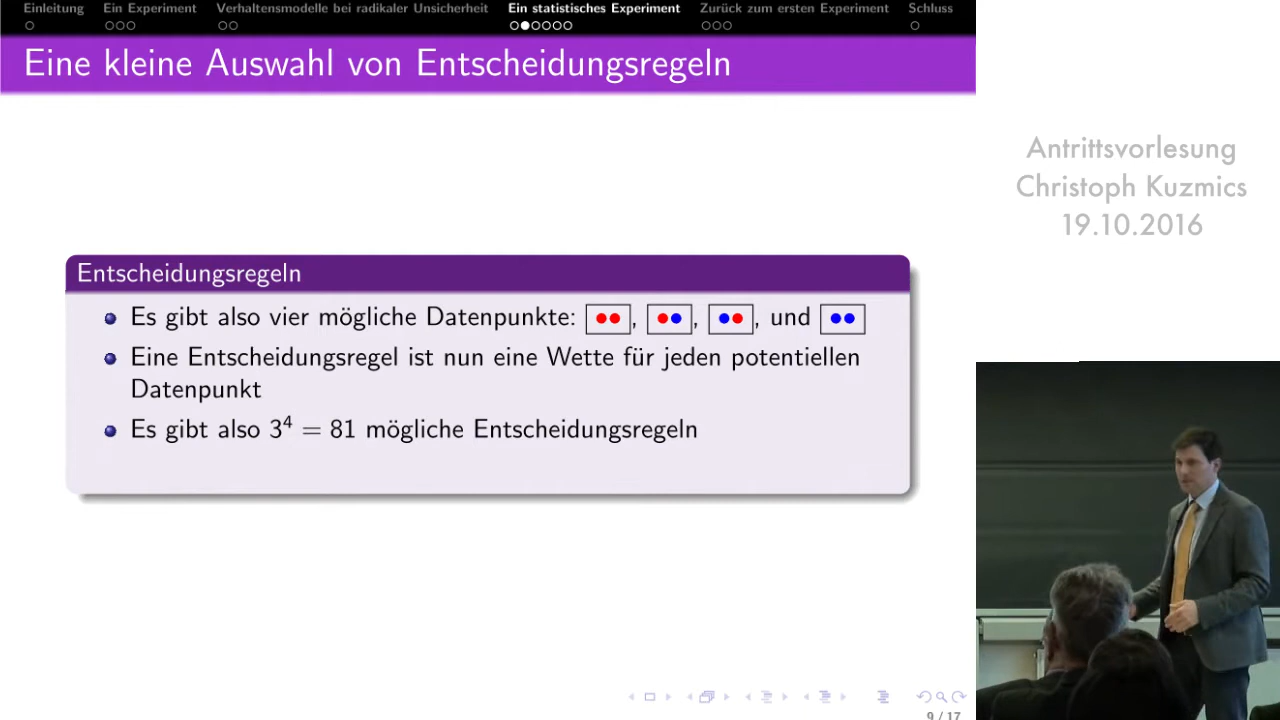 Einleitung Ein Experiment Verhaltensmodelle bei radikaler Unsicherheit Ein statistisches Experiment Zurück zum ersten Experiment Schluss
Eine kleine Auswahl von Entscheidungsregeln
Antrittsvorlesung
Christoph Kuzmics
19.10.2016
Entscheidungsregeln
Es gibt also vier mögliche Datenpunkte: , , , und
Eine Entscheidungsregel ist nun eine Wette für jeden potentiellen
Datenpunkt
Es gibt also 3⁴ = 81 mögliche Entscheidungsregeln
9 / 17